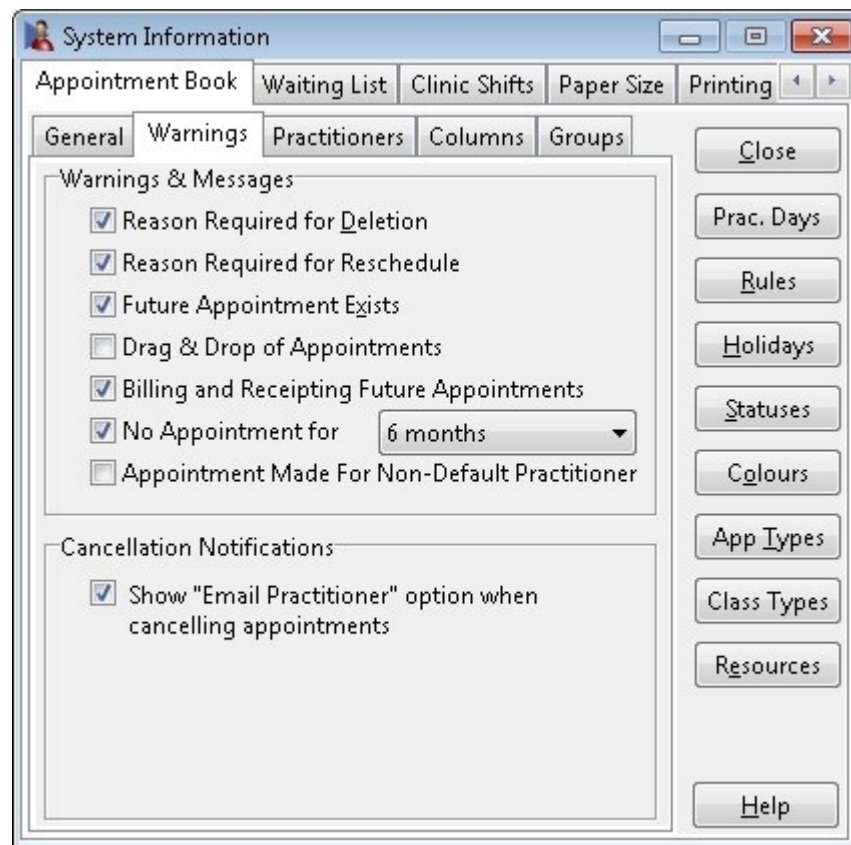 System Information
Appointment Book Waiting List Clinic Shifts Paper Size Printing
General Warnings Practitioners Columns Groups
Warnings & Messages
Reason Required for Deletion
Reason Required for Reschedule
Future Appointment Exists
Drag & Drop of Appointments
Billing and Receipting Future Appointments
No Appointment for 6 months
Appointment Made For Non-Default Practitioner
Cancellation Notifications
Show "Email Practitioner" option when
cancelling appointments
Close
Prac. Days
Rules
Holidays
Statuses
Colours
App Types
Class Types
Resources
Help